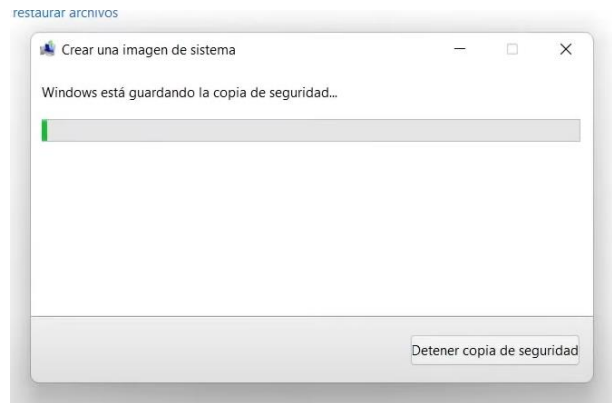 restaurar archivos
Crear una imagen de sistema
Windows está guardando la copia de seguridad...
Detener copia de seguridad